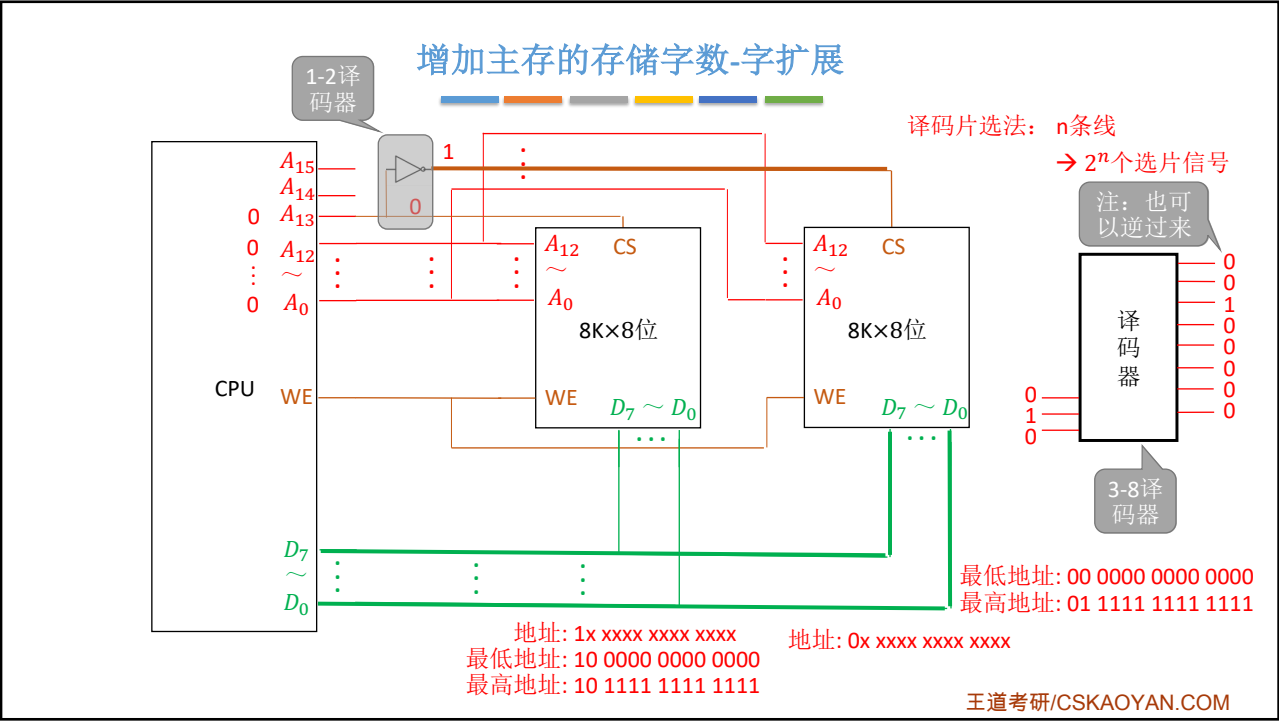 增加主存的存储字数-字扩展
1-2译
码器
译码片选法： n条线
→ 2ⁿ个选片信号
注：也可
以逆过来
A₁₅
A₁₄
0 A₁₃
0 A₁₂
⋮ ～
0 A₀
CPU
WE
D₇
～
D₀
1
0
A₁₂ CS
～
A₀
8K×8位
WE
D₇ ～ D₀
A₁₂ CS
～
A₀
8K×8位
WE
D₇ ～ D₀
译
码
器
0
1
0
0
0
1
0
0
0
0
0
3-8译
码器
地址: 1x xxxx xxxx xxxx
最低地址: 10 0000 0000 0000
最高地址: 10 1111 1111 1111
地址: 0x xxxx xxxx xxxx
最低地址: 00 0000 0000 0000
最高地址: 01 1111 1111 1111
王道考研/CSKAOYAN.COM